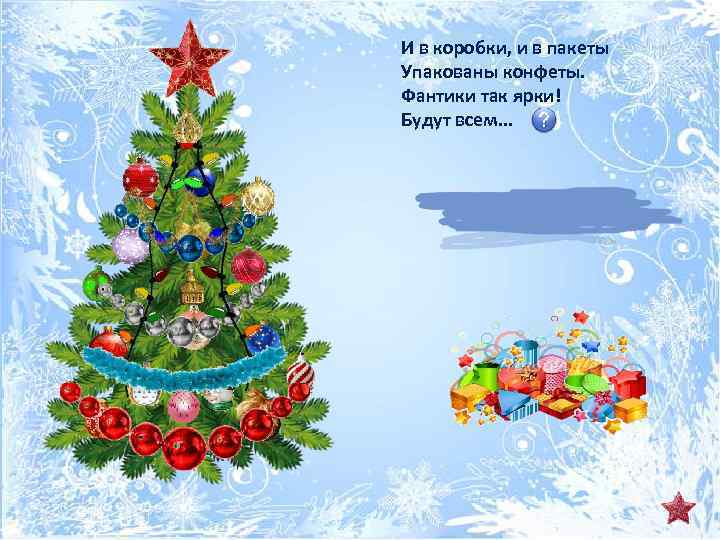 И в коробки, и в пакеты
Упакованы конфеты.
Фантики так ярки!
Будут всем... ?